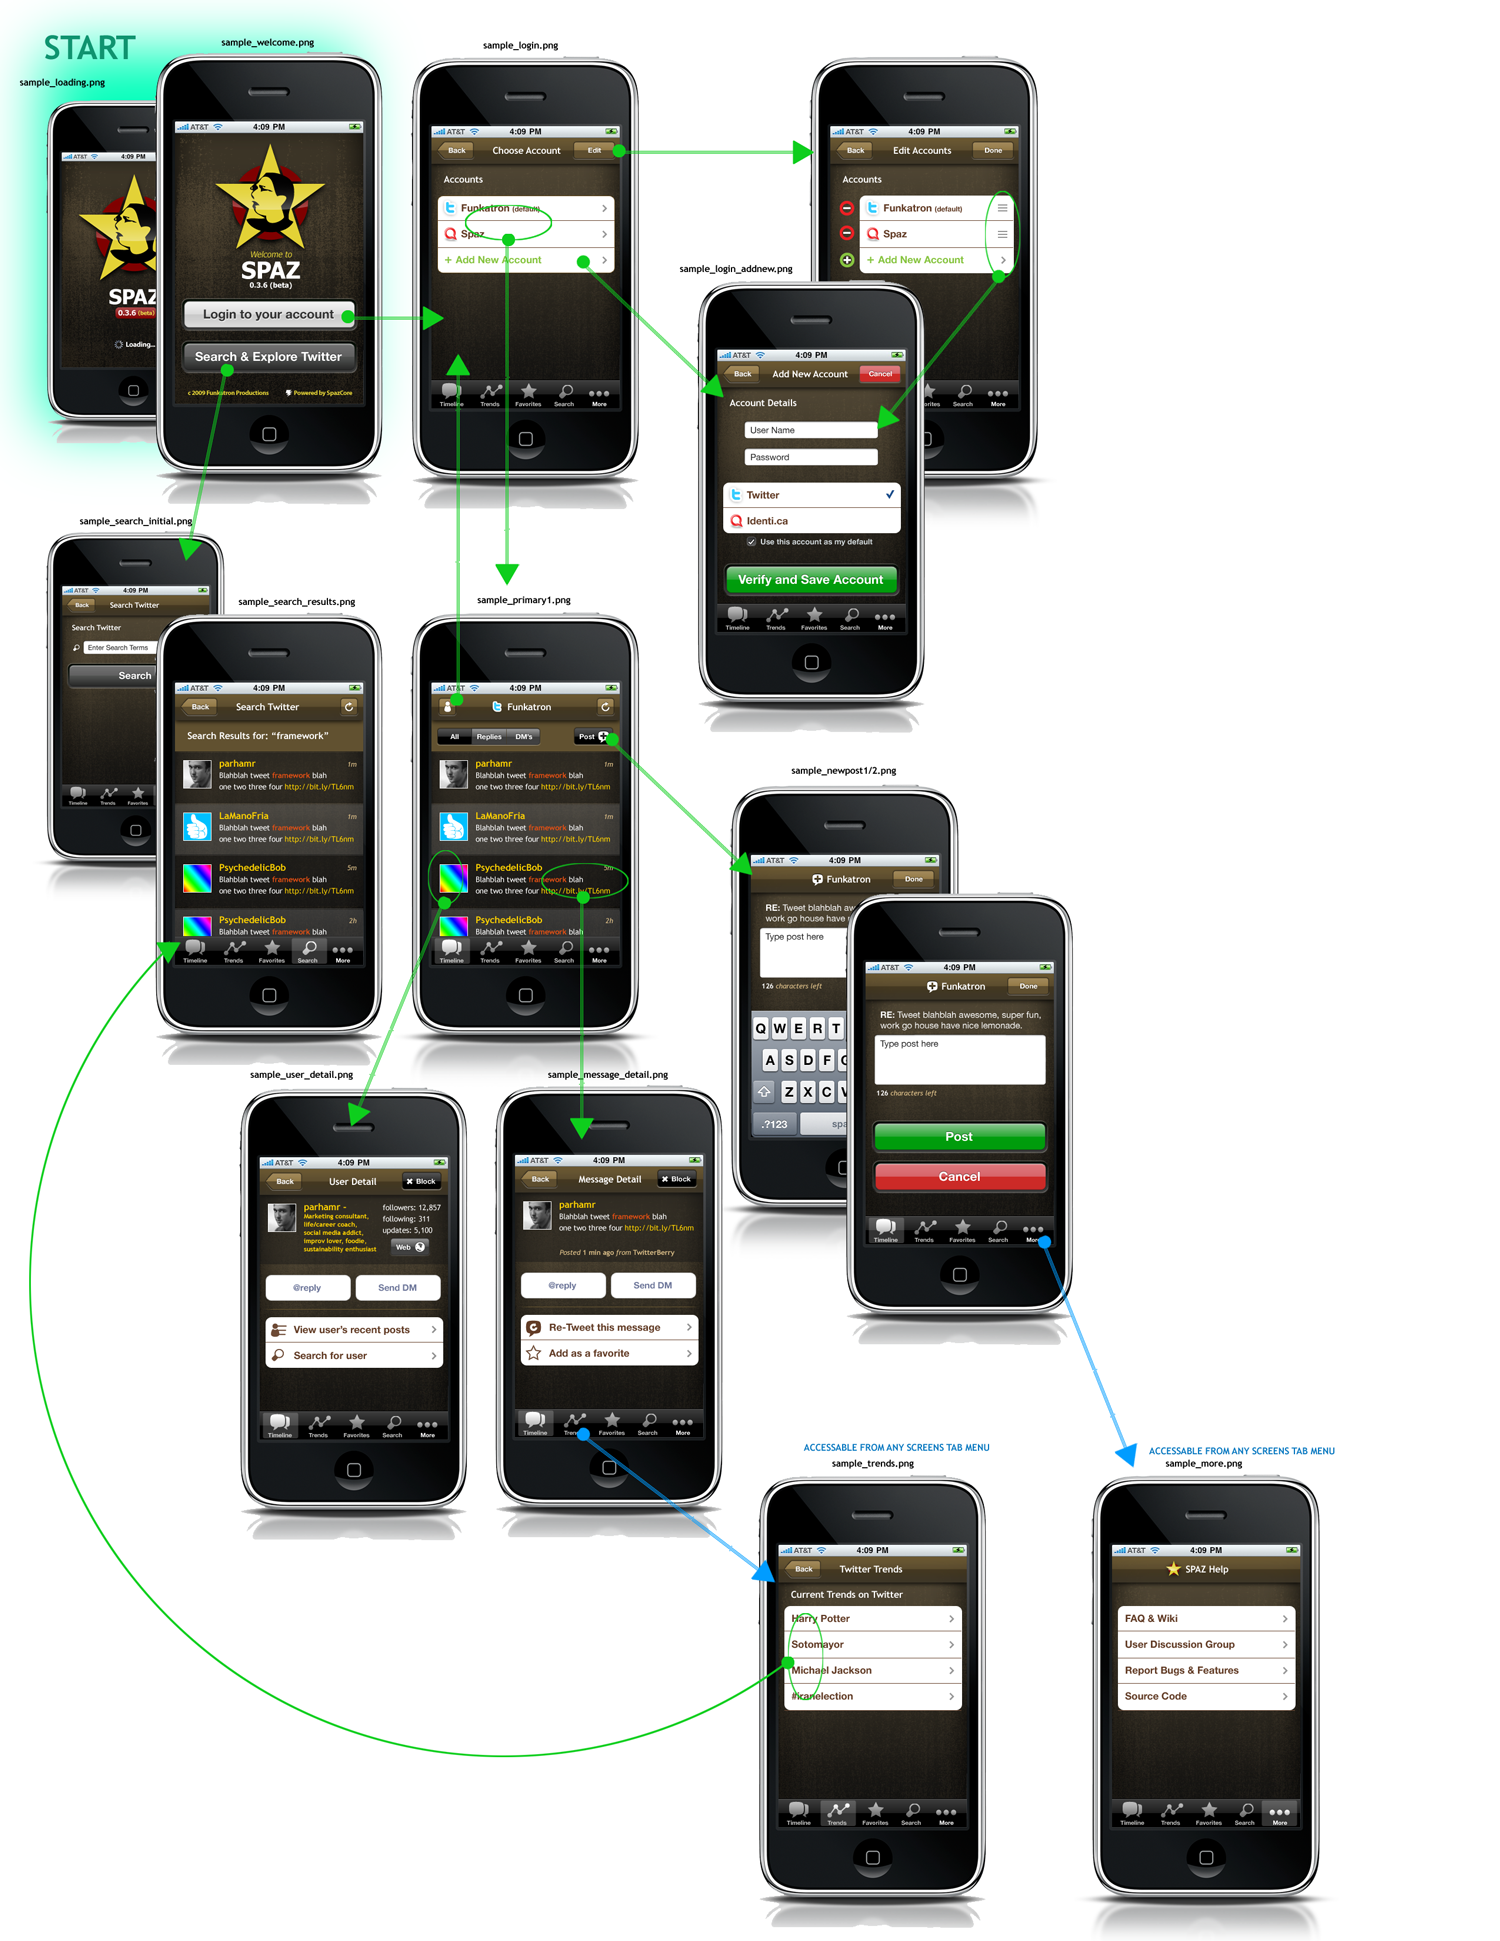 START
sample_loading.png
AT&T 4:09 PM
SPAZ
0.3.6 (beta)
Loading...
sample_welcome.png
AT&T 4:09 PM
Welcome to
SPAZ
0.3.6 (beta)
Login to your account
Search & Explore Twitter
c 2009 Funkatron Productions Powered by SpazCore
sample_login.png
AT&T 4:09 PM
Back Choose Account Edit
Accounts
Funkatron (default)
Spaz
+ Add New Account
Timeline Trends Favorites Search More
AT&T 4:09 PM
Back Edit Accounts Done
Accounts
Funkatron (default)
Spaz
+ Add New Account
Favorites Search More
sample_login_addnew.png
AT&T 4:09 PM
Back Add New Account Cancel
Account Details
User Name
Password
Twitter
Identi.ca
Use this account as my default
Verify and Save Account
Timeline Trends Favorites Search More
sample_search_initial.png
AT&T 4:09 PM
Back Search Twitter
Search Twitter
Enter Search Terms
Search
Timeline Trends Favorites
sample_search_results.png
AT&T 4:09 PM
Back Search Twitter
Search Results for: “framework”
parhamr 1m
Blahblah tweet framework blah
one two three four http://bit.ly/TL6nm
LaManoFria 1m
Blahblah tweet framework blah
one two three four http://bit.ly/TL6nm
PsychedelicBob 5m
Blahblah tweet framework blah
one two three four http://bit.ly/TL6nm
PsychedelicBob 2h
Blahblah tweet framework blah
Timeline Trends Favorites Search More
sample_primary1.png
AT&T 4:09 PM
Funkatron
All Replies DM's Post
parhamr 1m
Blahblah tweet framework blah
one two three four http://bit.ly/TL6nm
LaManoFria 1m
Blahblah tweet framework blah
one two three four http://bit.ly/TL6nm
PsychedelicBob 5m
Blahblah tweet framework blah
one two three four http://bit.ly/TL6nm
PsychedelicBob 2h
Blahblah tweet framework blah
Timeline Trends Favorites Search More
sample_newpost1/2.png
AT&T 4:09 PM
Funkatron Done
RE: Tweet blahblah aw
work go house have
Type post here
126 characters left
Q W E R T
A S D F G
Z X C V
.?123 spa
AT&T 4:09 PM
Funkatron Done
RE: Tweet blahblah awesome, super fun,
work go house have nice lemonade.
Type post here
126 characters left
Post
Cancel
Timeline Trends Favorites Search More
sample_user_detail.png
AT&T 4:09 PM
Back User Detail Block
parhamr -
Marketing consultant,
life/career coach,
social media addict,
improv lover, foodie,
sustainability enthusiast
followers: 12,857
following: 311
updates: 5,100
Web
@reply Send DM
View user's recent posts
Search for user
Timeline Trends Favorites Search More
sample_message_detail.png
AT&T 4:09 PM
Back Message Detail Block
parhamr
Blahblah tweet framework blah
one two three four http://bit.ly/TL6nm
Posted 1 min ago from TwitterBerry
@reply Send DM
Re-Tweet this message
Add as a favorite
Timeline Trends Favorites Search More
ACCESSABLE FROM ANY SCREENS TAB MENU
sample_trends.png
AT&T 4:09 PM
Back Twitter Trends
Current Trends on Twitter
Harry Potter
Sotomayor
Michael Jackson
#iranelection
Timeline Trends Favorites Search More
ACCESSABLE FROM ANY SCREENS TAB MENU
sample_more.png
AT&T 4:09 PM
SPAZ Help
FAQ & Wiki
User Discussion Group
Report Bugs & Features
Source Code
Timeline Trends Favorites Search More